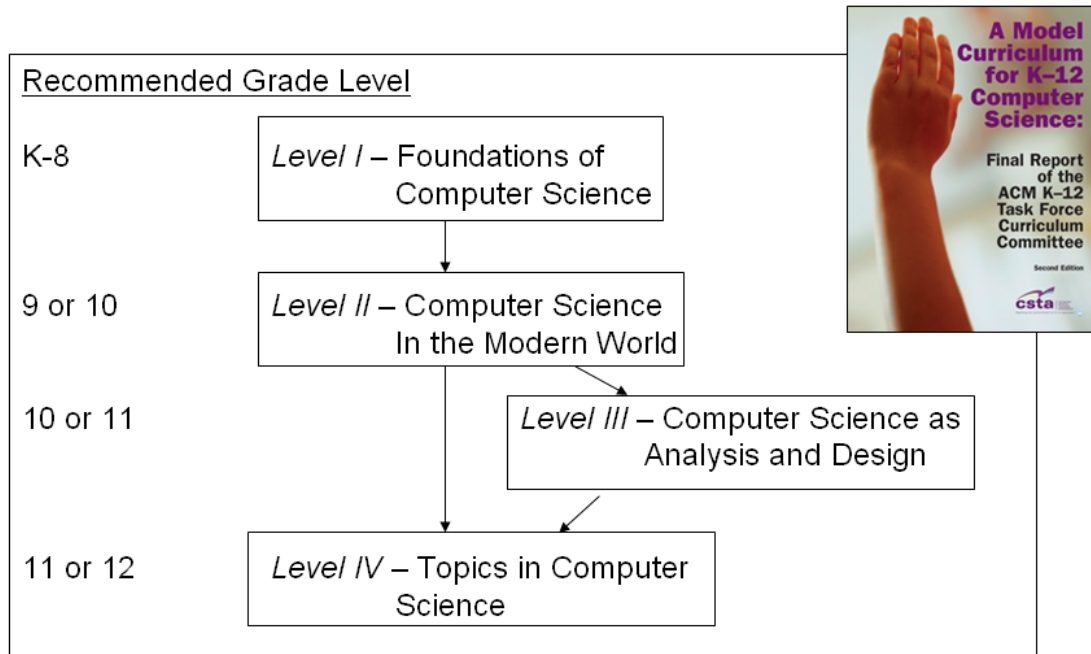 Recommended Grade Level
K-8
Level I – Foundations of
Computer Science
9 or 10
Level II – Computer Science
In the Modern World
10 or 11
Level III – Computer Science as
Analysis and Design
11 or 12
Level IV – Topics in Computer
Science
A Model
Curriculum
for K–12
Computer
Science:
Final Report
of the
ACM K–12
Task Force
Curriculum
Committee
Second Edition
csta